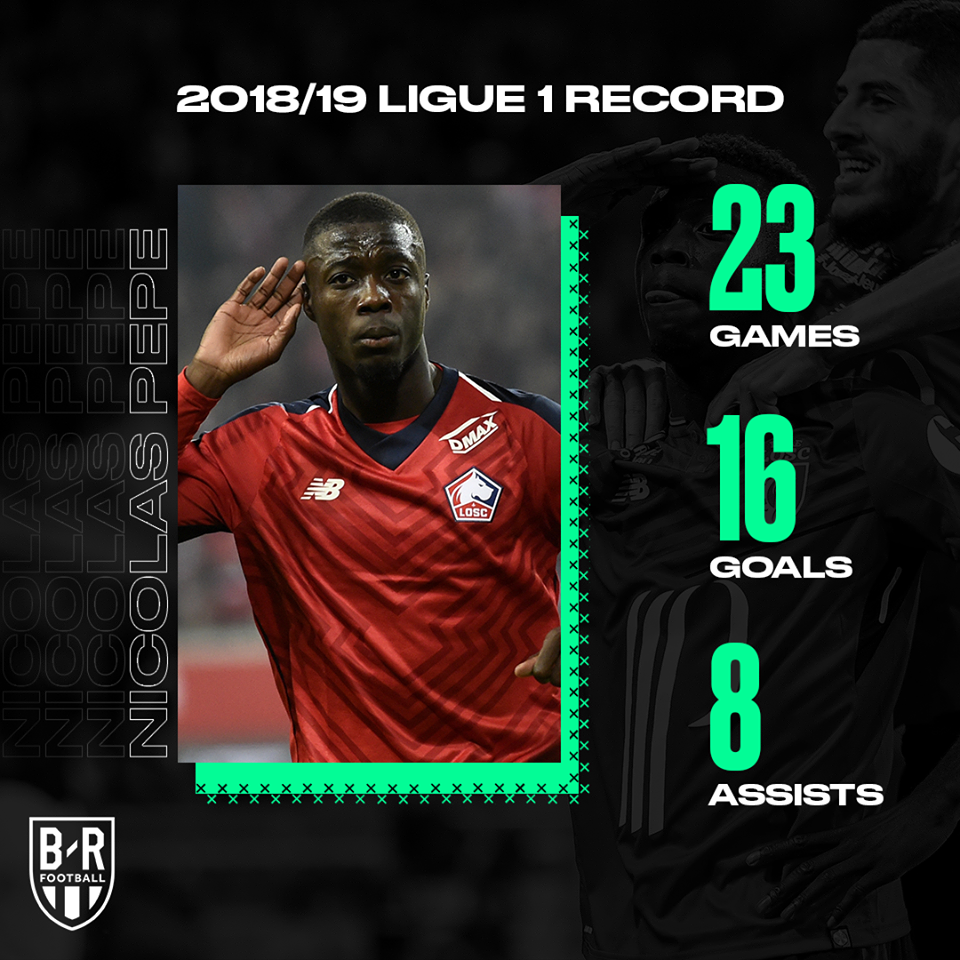 2018/19 LIGUE 1 RECORD
NICOLAS PEPE
NICOLAS PEPE
NICOLAS PEPE
NICOLAS PEPE
23
GAMES
16
GOALS
8
ASSISTS
DMAX
NB
LOSC
B-R
FOOTBALL